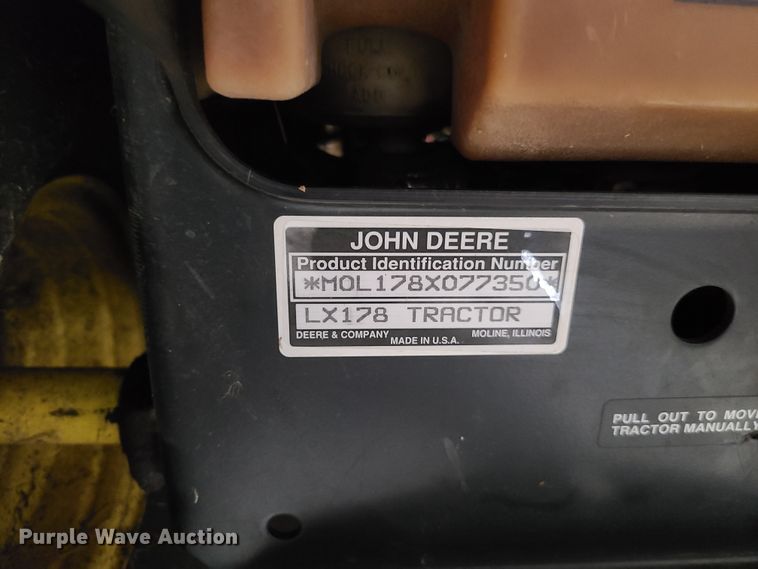 JOHN DEERE
Product Identification Number
*MOL178X077350*
LX178 TRACTOR
DEERE & COMPANY MOLINE, ILLINOIS
MADE IN U.S.A.
PULL OUT TO MOVE
TRACTOR MANUALLY
Purple Wave Auction